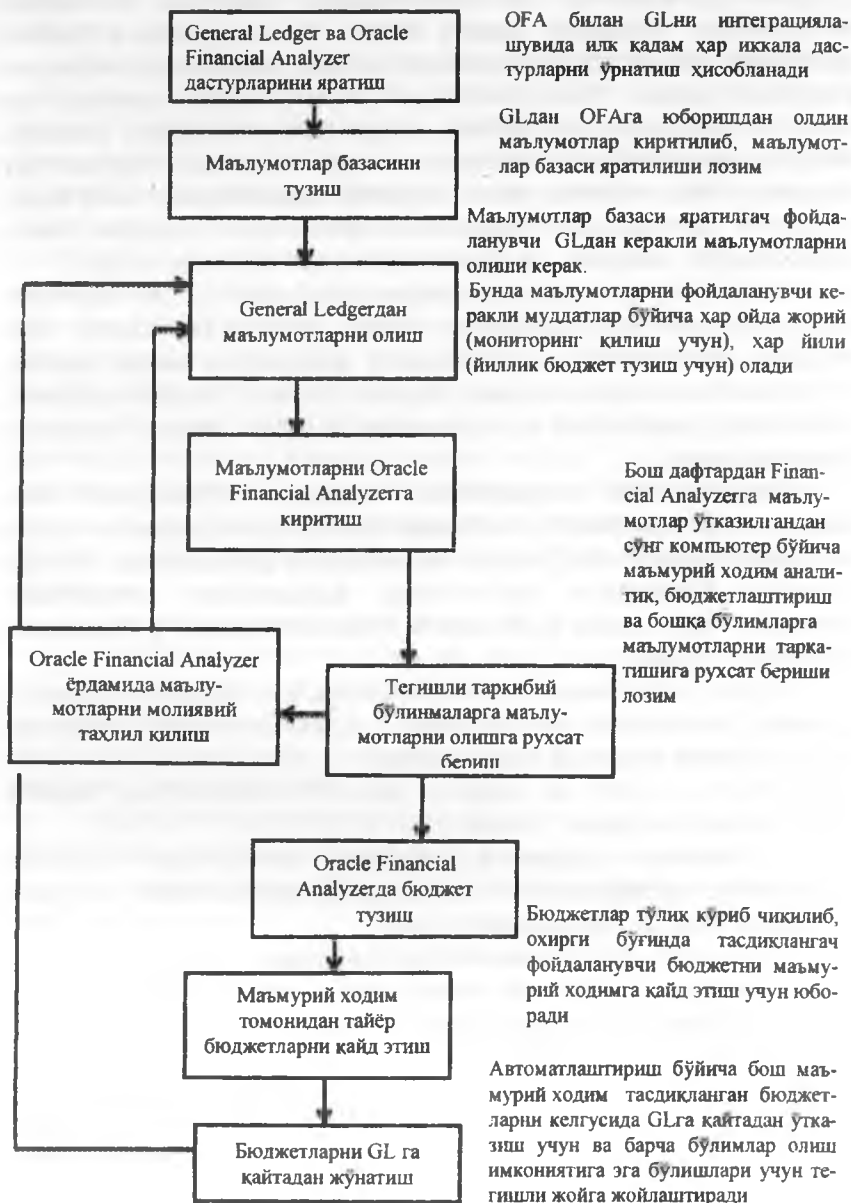 General Ledger ва Oracle
Financial Analyzer
дастурларини яратиш
OFA билан GLни интеграцияла-
шувида илк қадам ҳар иккала дас-
турларни ўрнатиш ҳисобланади
GLдан OFAга юборишдан олдин
маълумотлар киритилиб, маълумот-
лар базаси яратилиши лозим
Маълумотлар базасини
тузиш
Маълумотлар базаси яратилгач фойда-
ланувчи GLдан керакли маълумотларни
олиши керак.
Бунда маълумотларни фойдаланувчи ке-
ракли муддатлар бўйича ҳар ойда жорий
(мониторинг қилиш учун), ҳар йили
(йиллик бюджет тузиш учун) олади
General Ledgerдан
маълумотларни олиш
Маълумотларни Oracle
Financial Analyzerга
киритиш
Бош дафтардан Finan-
cial Analyzerга маълу-
мотлар ўтказилгандан
сўнг компьютер бўйича
маъмурий ходим анали-
тик, бюджетлаштириш
ва бошқа бўлимларга
маълумотларни тарка-
тишига рухсат бериши
лозим
Oracle Financial Analyzer
ёрдамида маълу-
мотларни молиявий
тахлил килиш
Тегишли таркибий
бўлинмаларга маълу-
мотларни олишга рухсат
бериш
Oracle Financial
Analyzerда бюджет
тузиш
Бюджетлар тўлик кўриб чиқилиб,
охирги бўғинда тасдиклангач
фойдаланувчи бюджетни маъму-
рий ходимга қайд этиш учун юбо-
ради
Маъмурий ходим
томонидан тайёр
бюджетларни қайд этиш
Автоматлаштириш бўйича бош маъ-
мурий ходим тасдиқланган бюджет-
ларни келгусида GLга қайтадан ўтка-
зиш учун ва барча бўлимлар олиш
имкониятига эга бўлишлари учун те-
гишли жойга жойлаштиради
Бюджетларни GL га
қайтадан жўнатиш